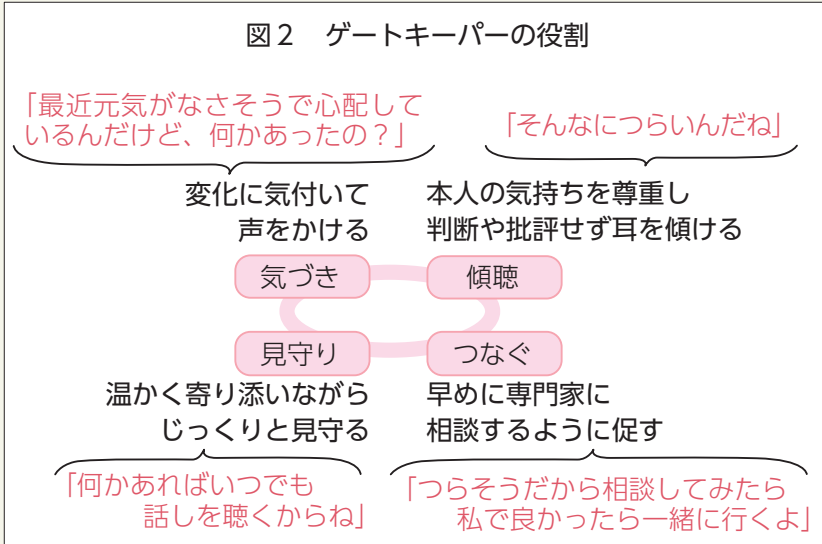 図2 ゲートキーパーの役割
「最近元気がなさそうで心配して
いるんだけど、何かあったの？」
「そんなにつらいんだね」
変化に気付いて
声をかける
本人の気持ちを尊重し
判断や批評せず耳を傾ける
気づき
傾聴
見守り
つなぐ
温かく寄り添いながら
じっくりと見守る
早めに専門家に
相談するように促す
「何かあればいつでも
話しを聴くからね」
「つらそうだから相談してみたら
私で良かったら一緒に行くよ」